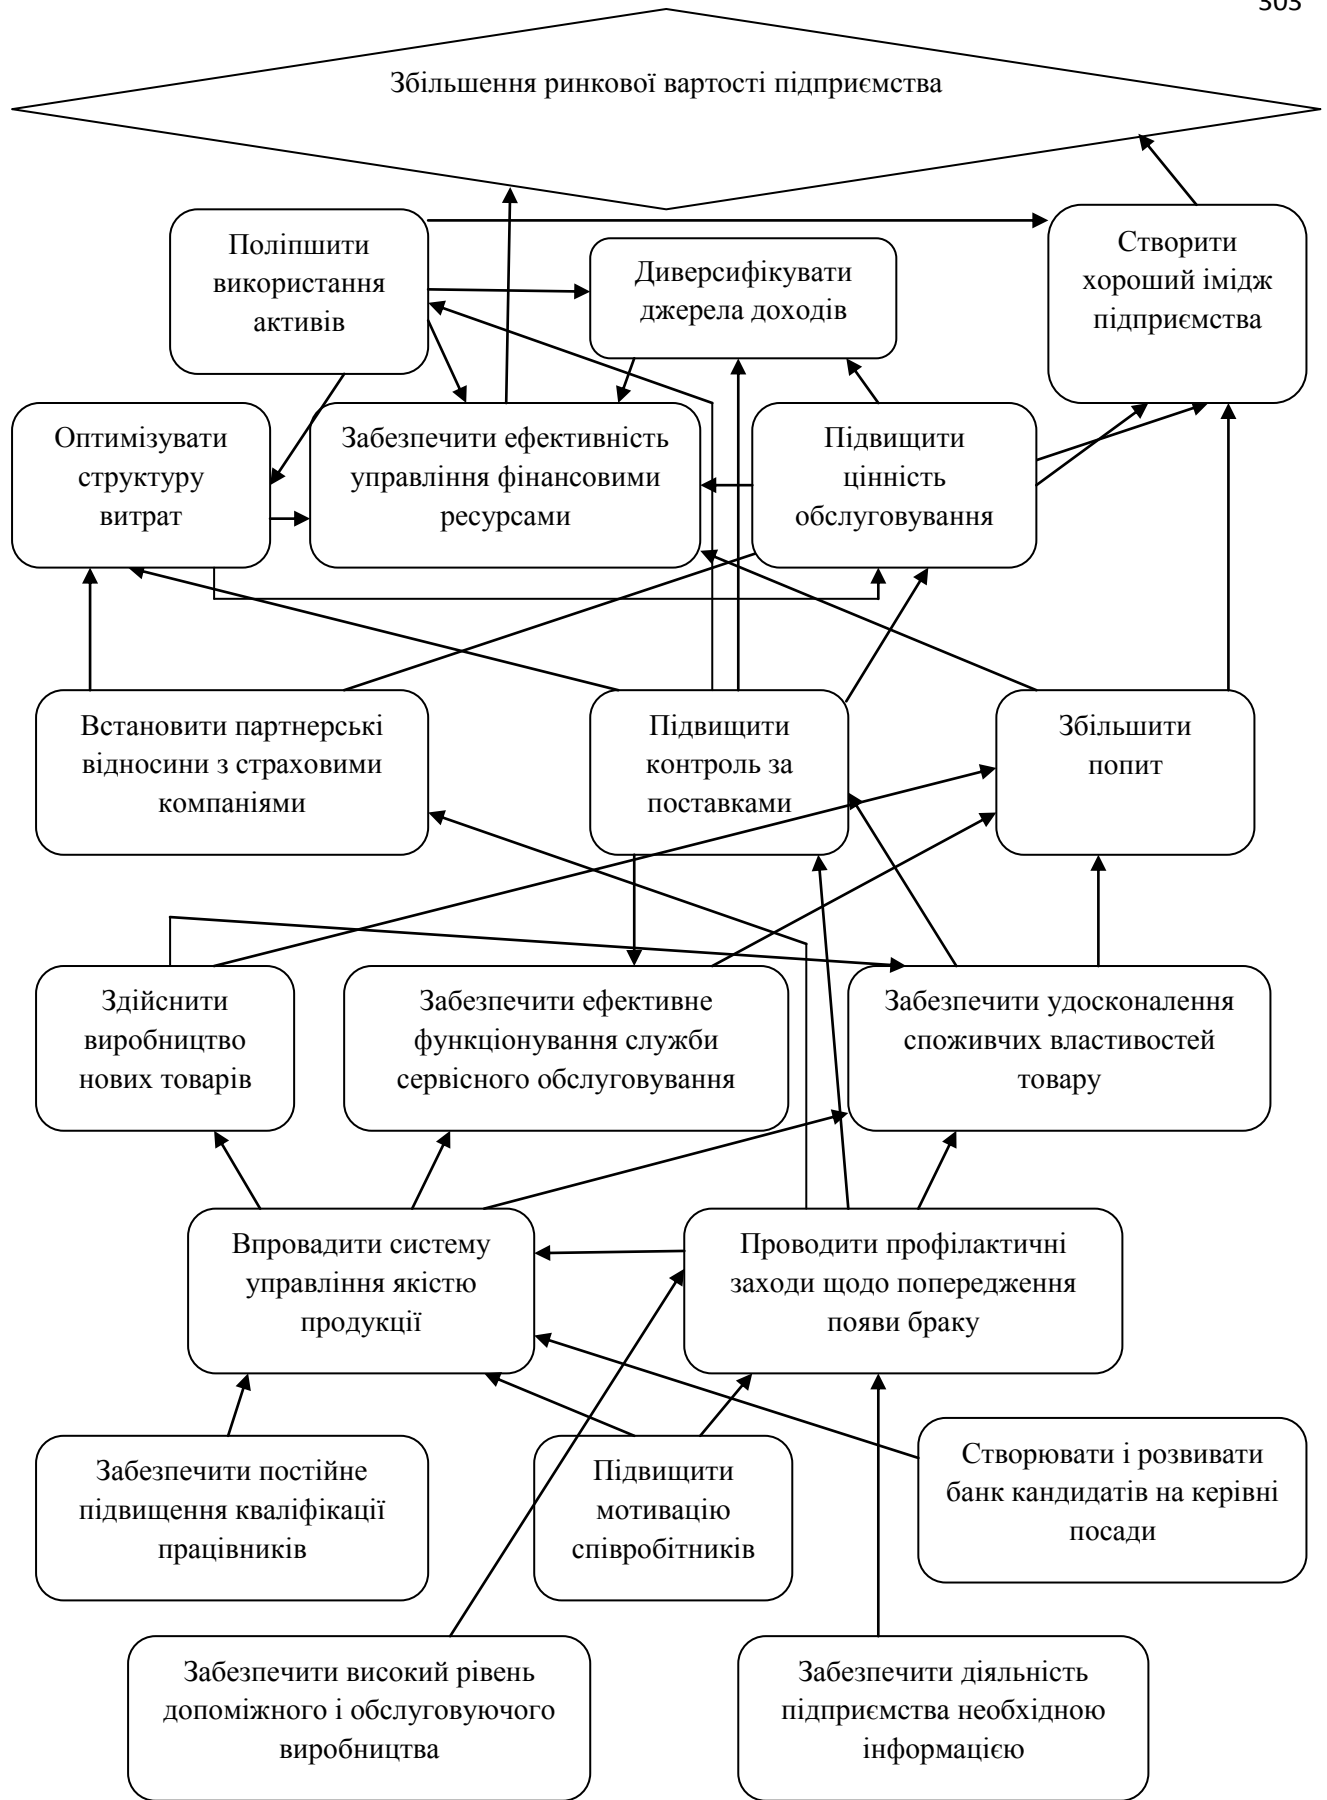 303
Збільшення ринкової вартості підприємства
Поліпшити
використання
активів
Диверсифікувати
джерела доходів
Створити
хороший імідж
підприємства
Оптимізувати
структуру
витрат
Забезпечити ефективність
управління фінансовими
ресурсами
Підвищити
цінність
обслуговування
Встановити партнерські
відносини з страховими
компаніями
Підвищити
контроль за
поставками
Збільшити
попит
Здійснити
виробництво
нових товарів
Забезпечити ефективне
функціонування служби
сервісного обслуговування
Забезпечити удосконалення
споживчих властивостей
товару
Впровадити систему
управління якістю
продукції
Проводити профілактичні
заходи щодо попередження
появи браку
Забезпечити постійне
підвищення кваліфікації
працівників
Підвищити
мотивацію
співробітників
Створювати і розвивати
банк кандидатів на керівні
посади
Забезпечити високий рівень
допоміжного і обслуговуючого
виробництва
Забезпечити діяльність
підприємства необхідною
інформацією